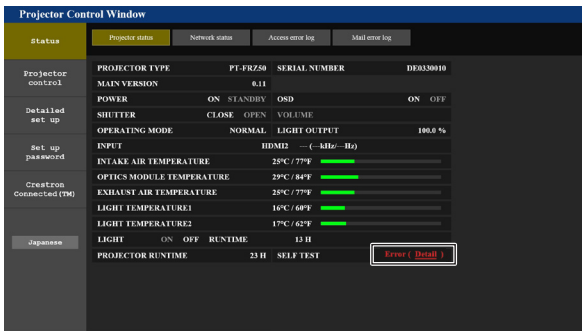 Projector Control Window
Status
Projector control
Detailed set up
Set up password
Crestron Connected(TM)
Japanese
Projector status Network status Access error log Mail error log
PROJECTOR TYPE PT-FRZ50 SERIAL NUMBER DE0330010
MAIN VERSION 0.11
POWER ON STANDBY OSD ON OFF
SHUTTER CLOSE OPEN VOLUME
OPERATING MODE NORMAL LIGHT OUTPUT 100.0 %
INPUT HDMI2 —(—kHz/—Hz)
INTAKE AIR TEMPERATURE 25°C / 77°F
OPTICS MODULE TEMPERATURE 29°C / 84°F
EXHAUST AIR TEMPERATURE 25°C / 77°F
LIGHT TEMPERATURE1 16°C / 60°F
LIGHT TEMPERATURE2 17°C / 62°F
LIGHT ON OFF RUNTIME 13 H
PROJECTOR RUNTIME 23 H SELF TEST Error ( Detail )